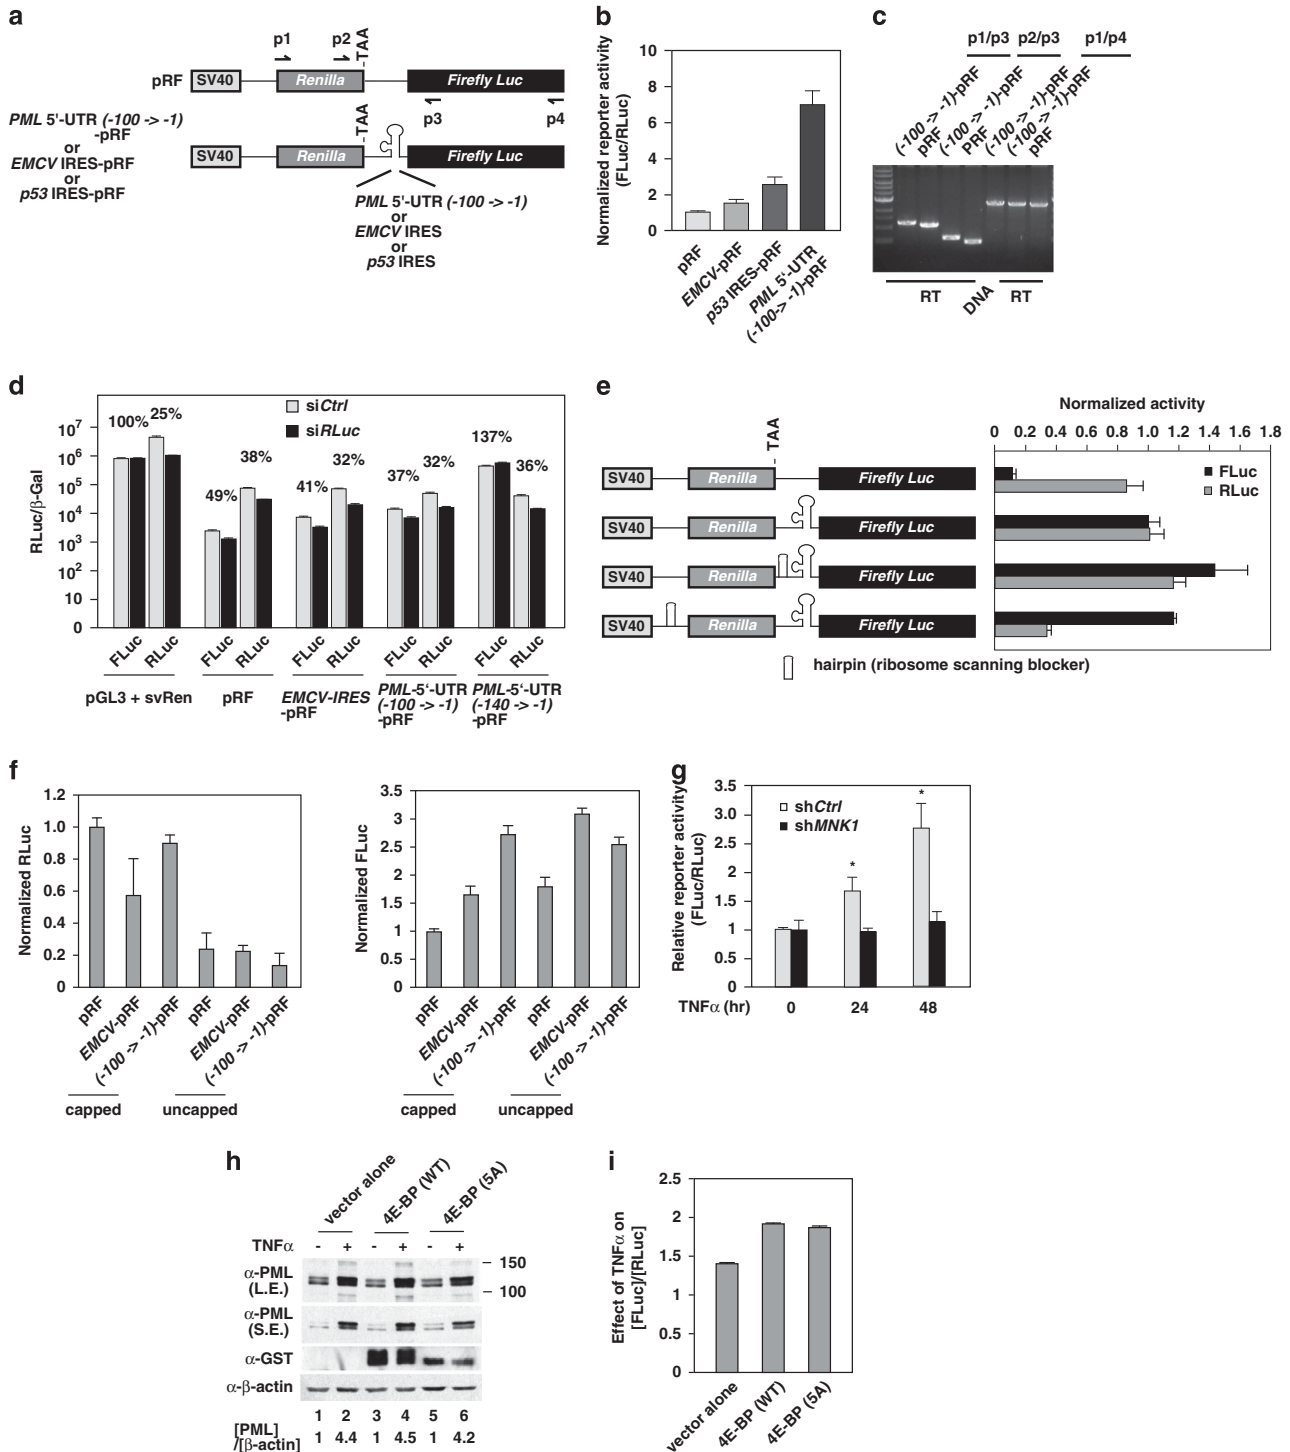 a
p1
p2
-TAA
pRF
SV40
Renilla
Firefly Luc
p3
p4
PML 5'-UTR (-100 -> -1)
-pRF
or
EMCV IRES-pRF
or
p53 IRES-pRF
-TAA
SV40
Renilla
Firefly Luc
PML 5'-UTR (-100 -> -1)
or
EMCV IRES
or
p53 IRES
b
Normalized reporter activity
(FLuc/RLuc)
10
8
6
4
2
0
pRF
EMCV-pRF
p53 IRES-pRF
PML 5'-UTR
(-100-> -1)-pRF
c
p1/p3
p2/p3
p1/p4
(-100 -> -1)-pRF
pRF
(-100 -> -1)-pRF
PRF
(-100 -> -1)-pRF
(-100 -> -1)-pRF
pRF
RT
DNA
RT
d
RLuc/β-Gal
10^7
10^6
10^5
10^4
10^3
10^2
10
0
siCtrl
siRLuc
100%
25%
49%
38%
41%
32%
37%
32%
137%
36%
FLuc
RLuc
FLuc
RLuc
FLuc
RLuc
FLuc
RLuc
FLuc
RLuc
pGL3 + svRen
pRF
EMCV-IRES
-pRF
PML-5'-UTR
(-100 -> -1)
-pRF
PML-5'-UTR
(-140 -> -1)
-pRF
e
Normalized activity
0 0.2 0.4 0.6 0.8 1.0 1.2 1.4 1.6 1.8
TAA
SV40 Renilla Firefly Luc
SV40 Renilla Firefly Luc
SV40 Renilla Firefly Luc
SV40 Renilla Firefly Luc
FLuc
RLuc
hairpin (ribosome scanning blocker)
f
Normalized RLuc
1.2
1.0
0.8
0.6
0.4
0.2
0
pRF
EMCV-pRF
(-100 -> -1)-pRF
pRF
EMCV-pRF
(-100 -> -1)-pRF
capped
uncapped
Normalized FLuc
3.5
3
2.5
2
1.5
1
0.5
0
pRF
EMCV-pRF
(-100 -> -1)-pRF
pRF
EMCV-pRF
(-100 -> -1)-pRF
capped
uncapped
g
Relative reporter activity
(FLuc/RLuc)
3.5
3.0
2.5
2
1.5
1
0.5
0
shCtrl
shMNK1
*
*
TNFα (hr)
0
24
48
h
vector alone
4E-BP (WT)
4E-BP (5A)
TNFα - + - + - +
α-PML
(L.E.)
150
100
α-PML
(S.E.)
α-GST
α-β-actin
1 2 3 4 5 6
[PML]
/[β-actin]
1 4.4 1 4.5 1 4.2
i
Effect of TNFα on
[FLuc]/[RLuc]
2.5
2
1.5
1
0.5
0
vector alone
4E-BP (WT)
4E-BP (5A)